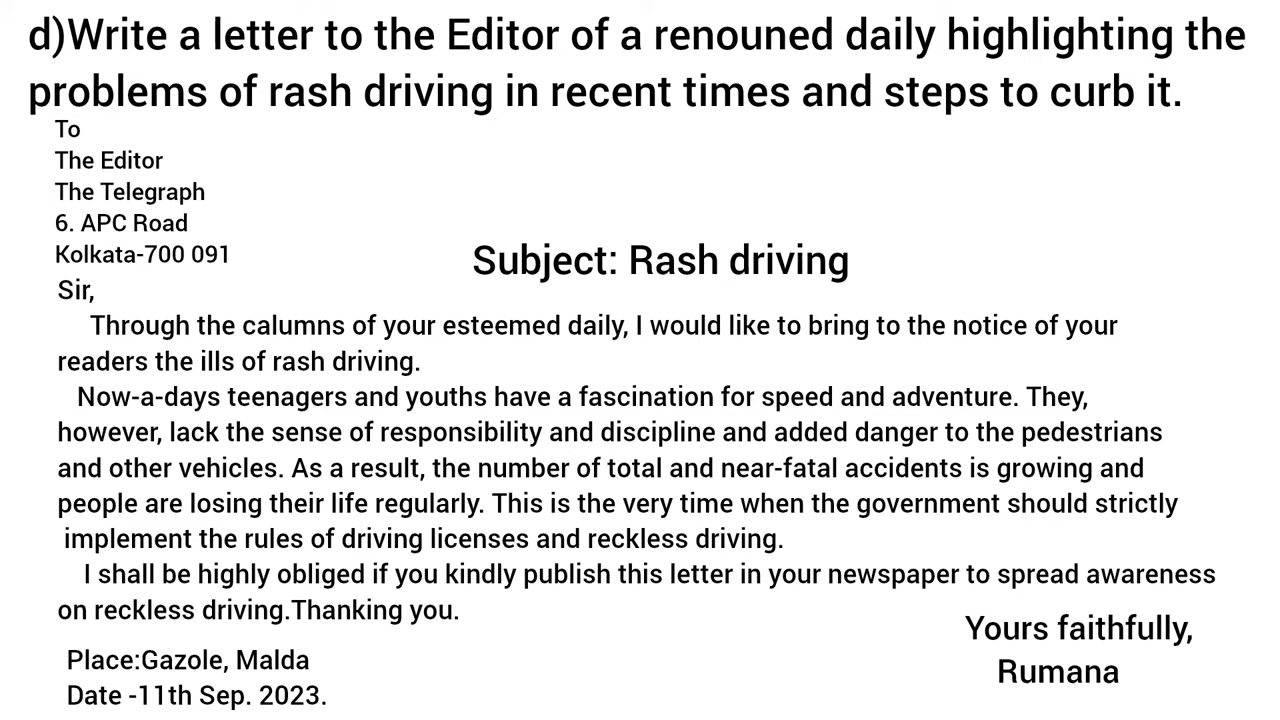 d)Write a letter to the Editor of a renouned daily highlighting the
problems of rash driving in recent times and steps to curb it.
To
The Editor
The Telegraph
6. APC Road
Kolkata-700 091
Subject: Rash driving
Sir,
Through the calumns of your esteemed daily, I would like to bring to the notice of your
readers the ills of rash driving.
Now-a-days teenagers and youths have a fascination for speed and adventure. They,
however, lack the sense of responsibility and discipline and added danger to the pedestrians
and other vehicles. As a result, the number of total and near-fatal accidents is growing and
people are losing their life regularly. This is the very time when the government should strictly
implement the rules of driving licenses and reckless driving.
I shall be highly obliged if you kindly publish this letter in your newspaper to spread awareness
on reckless driving.Thanking you.
Yours faithfully,
Rumana
Place:Gazole, Malda
Date -11th Sep. 2023.